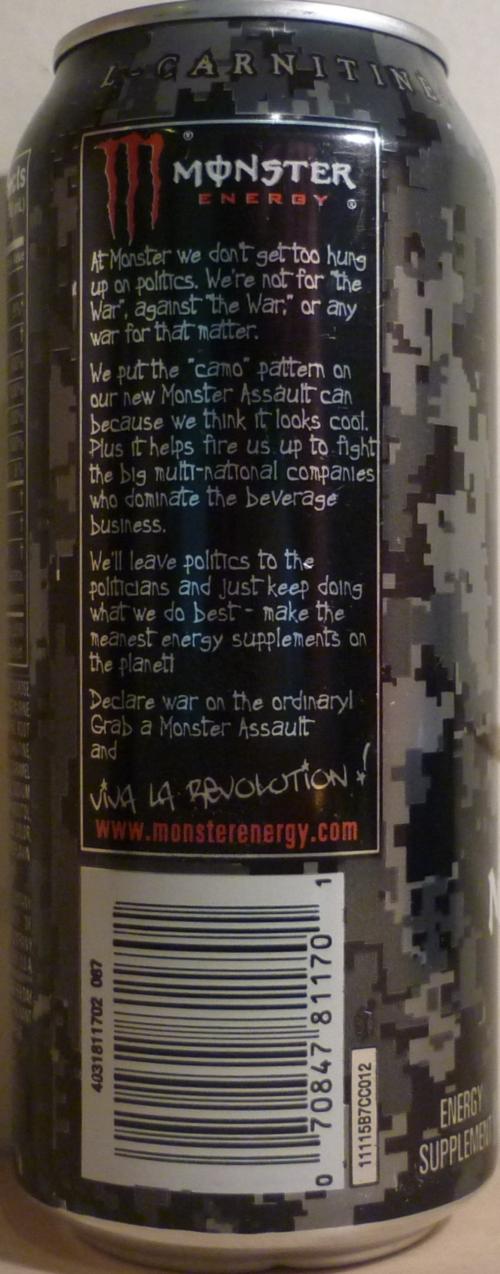 L-CARNITINE
MONSTER
ENERGY
At Monster we don't get too hung
up on politics. We're not for "the
War", against "the War," or any
war for that matter.
We put the "camo" pattern on
our new Monster Assault can
because we think it looks cool.
Plus it helps fire us up to fight
the big multi-national companies
who dominate the beverage
business.
We'll leave politics to the
politicians and just keep doing
what we do best - make the
meanest energy supplements on
the planet!
Declare war on the ordinary!
Grab a Monster Assault
and
VIVA LA REVOLUTION!
www.monsterenergy.com
4031811702 087
0 70847 81170 1
11115B7CC012
ENERGY